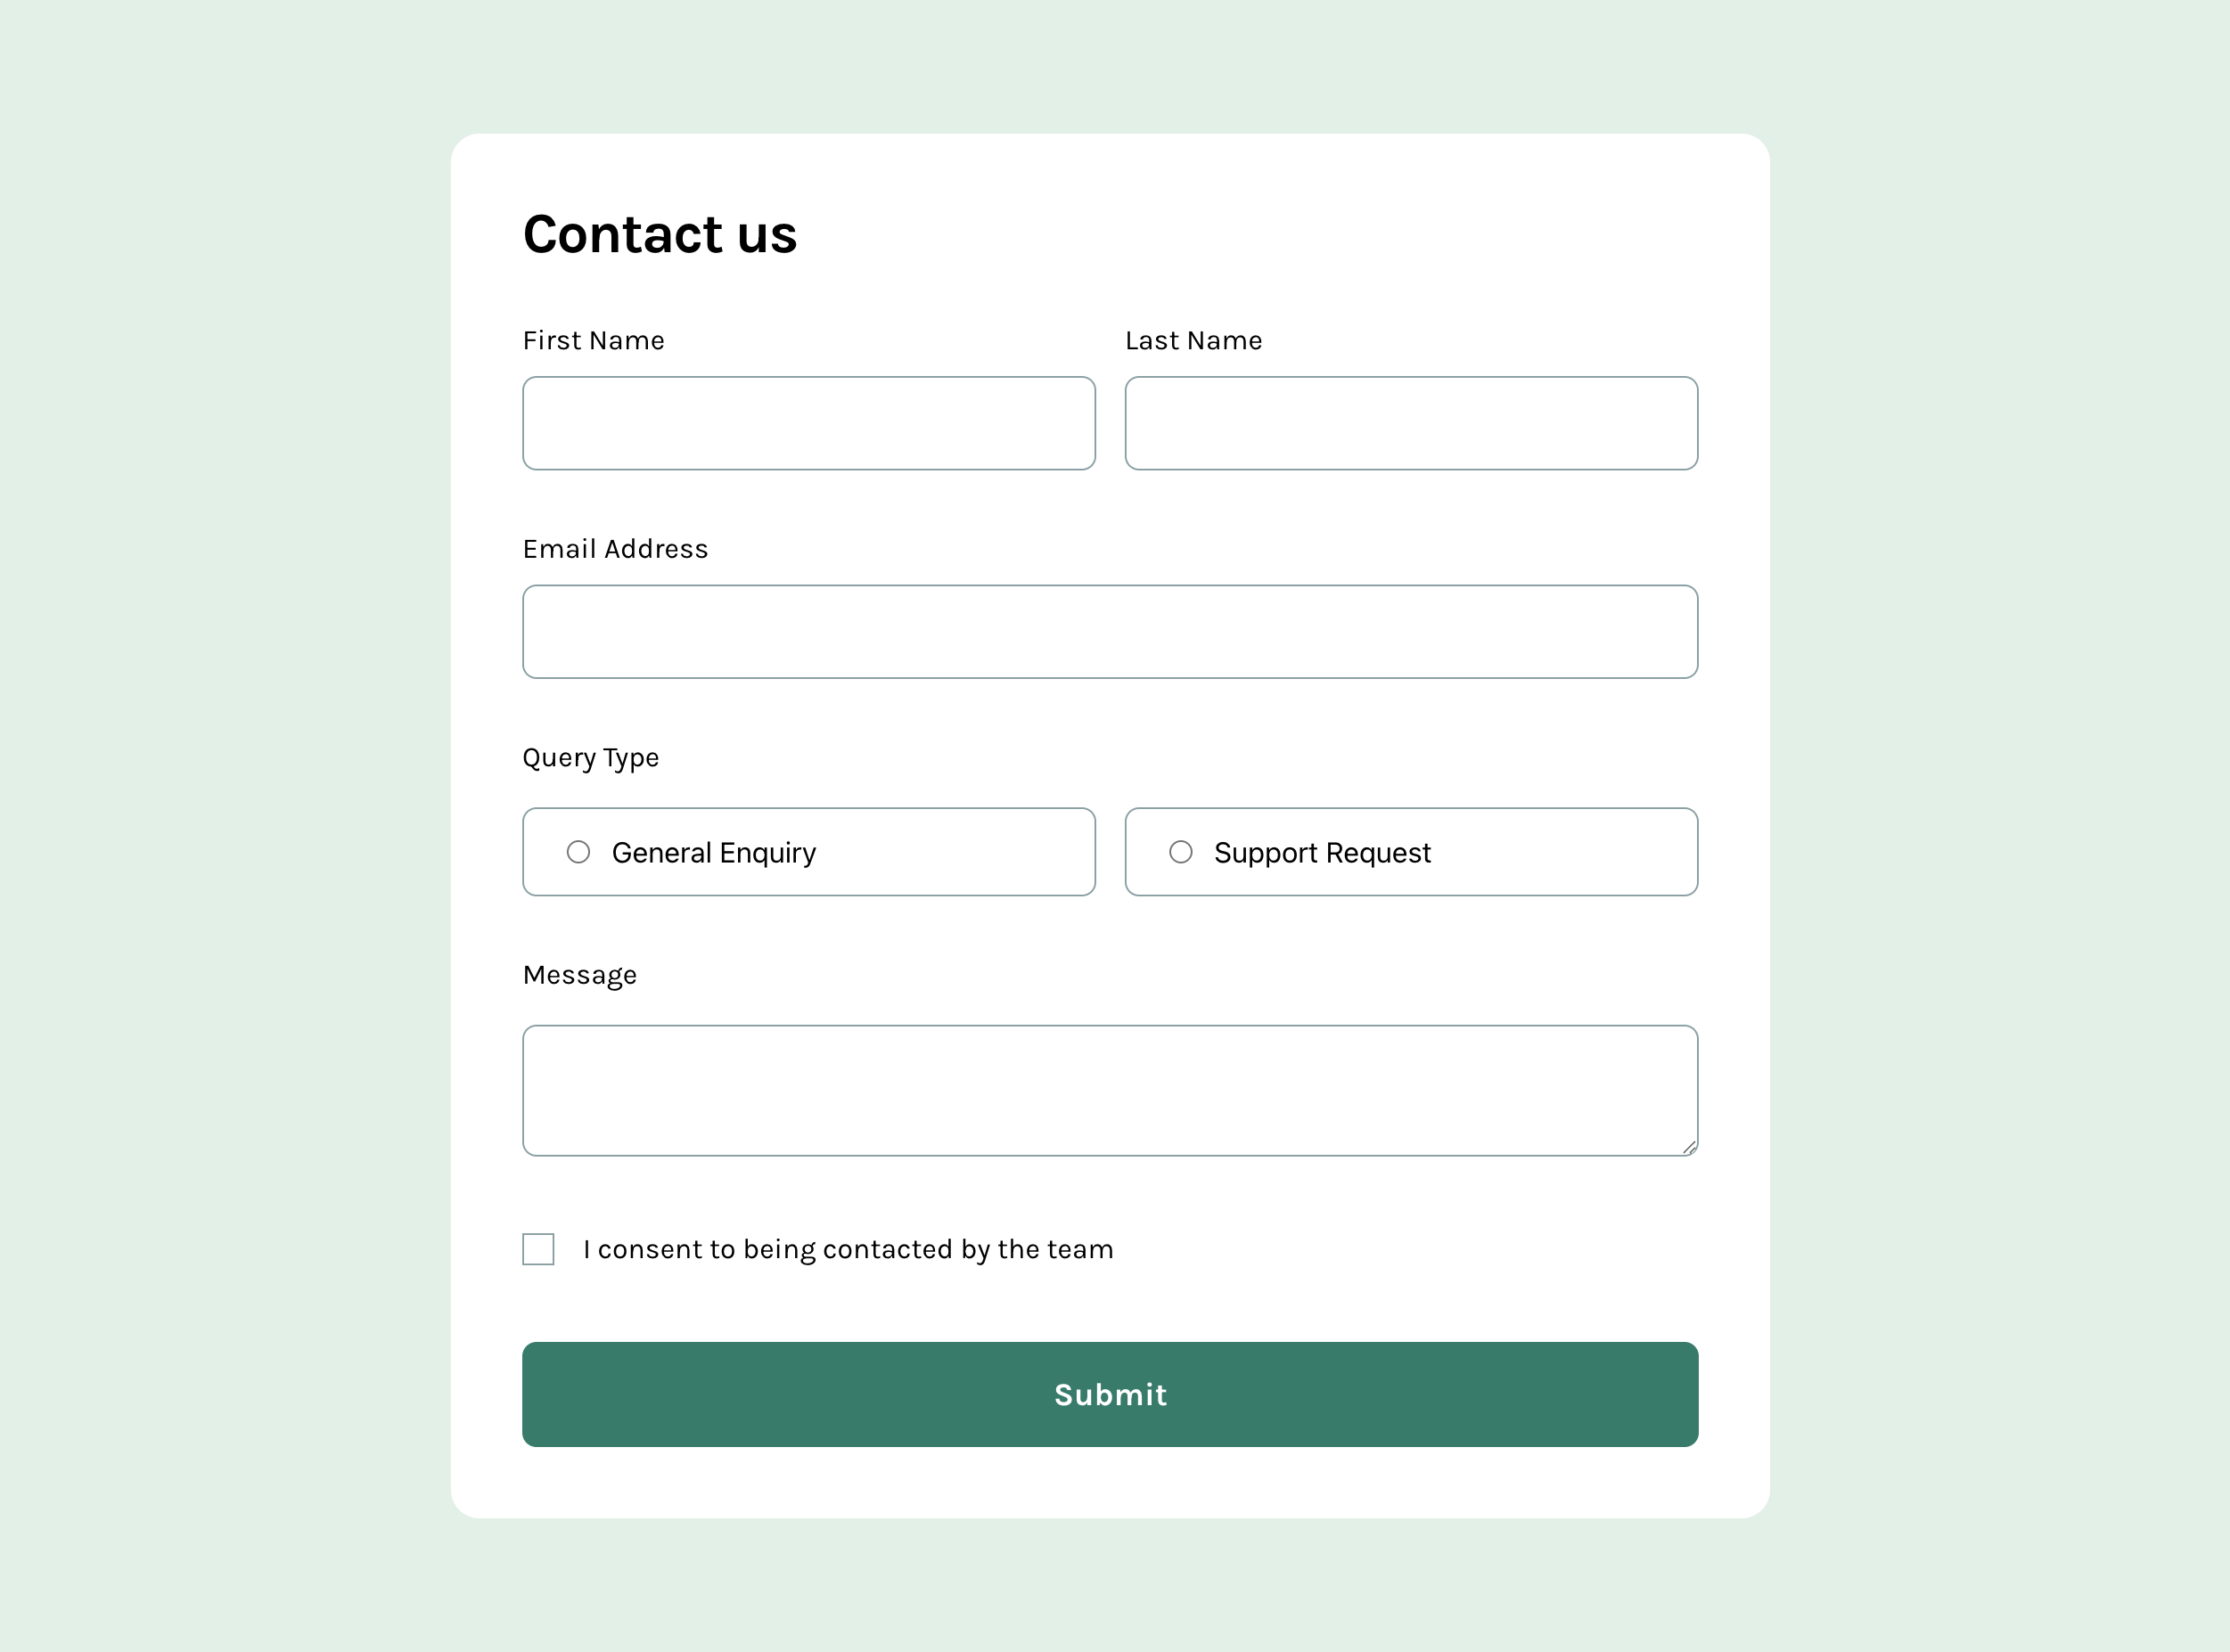 Contact us
First Name
Last Name
Email Address
Query Type
General Enquiry
Support Request
Message
I consent to being contacted by the team
Submit